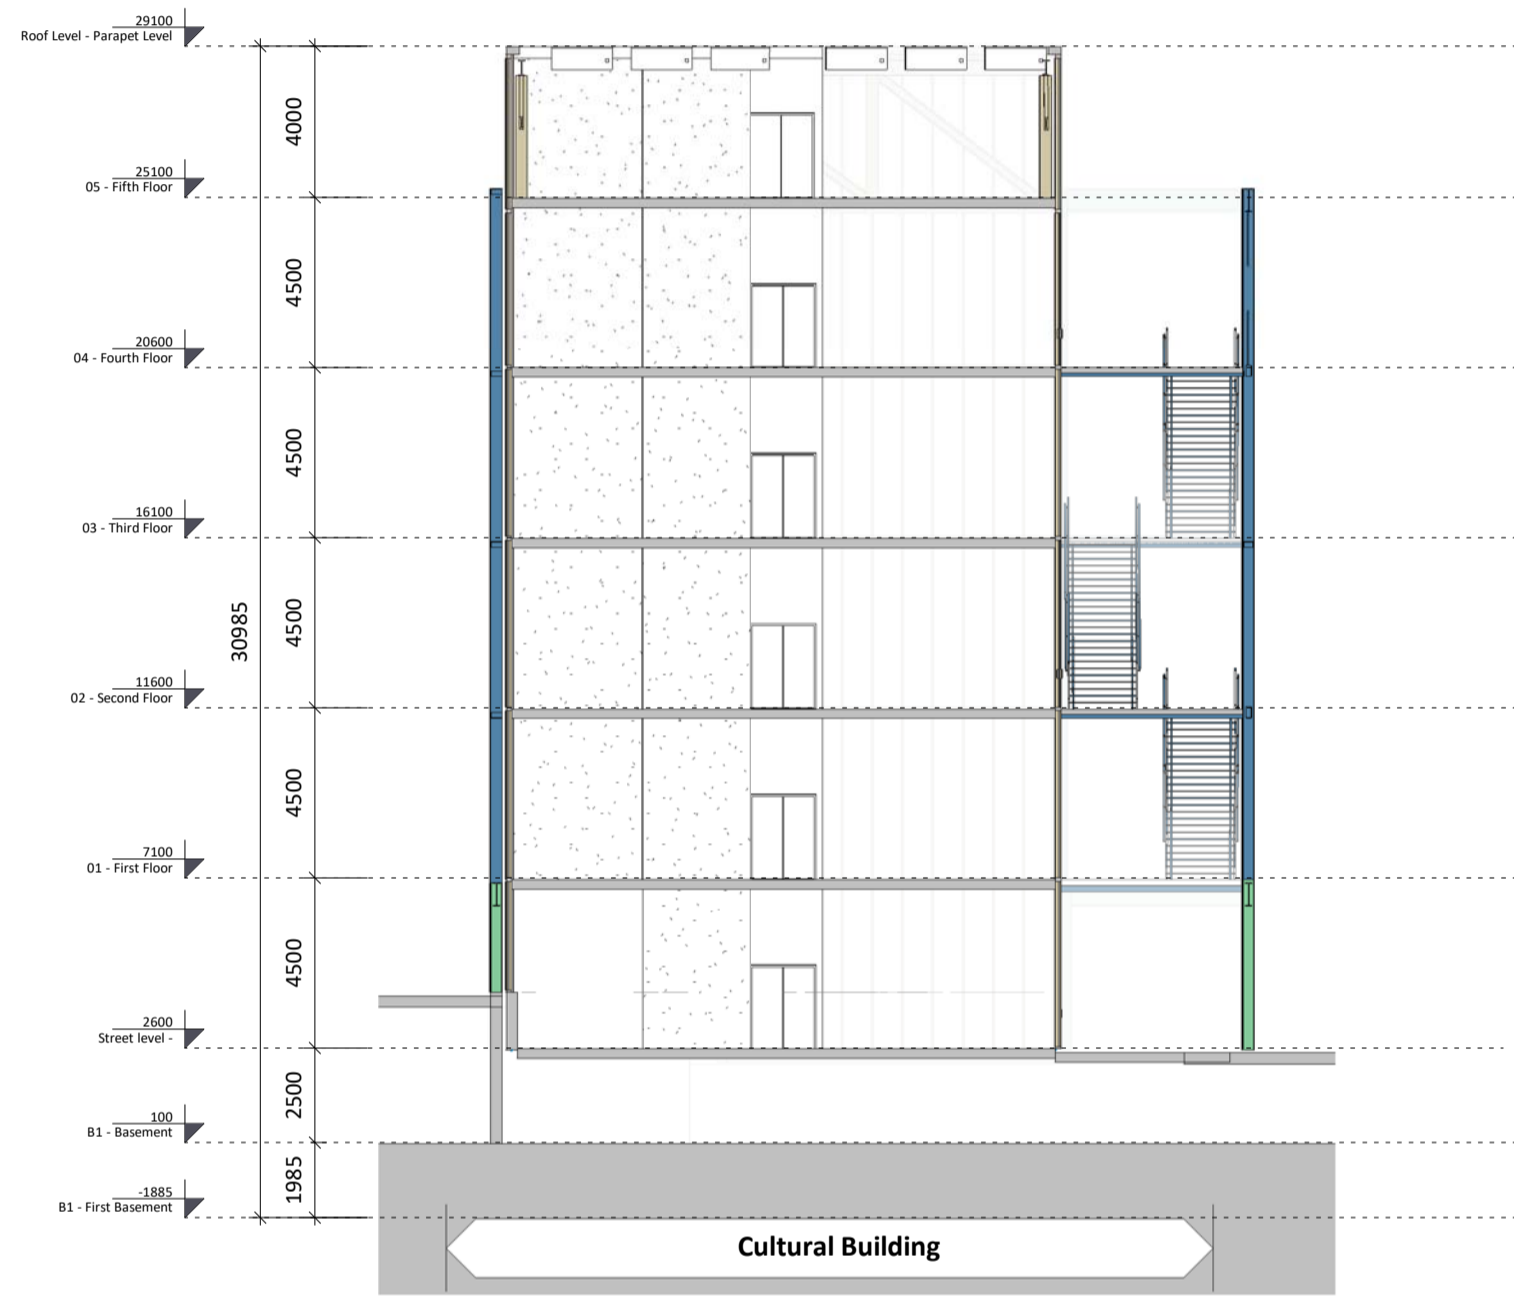 29100
Roof Level - Parapet Level
4000
25100
05 - Fifth Floor
4500
20600
04 - Fourth Floor
4500
16100
03 - Third Floor
4500
30985
11600
02 - Second Floor
4500
7100
01 - First Floor
4500
2600
Street level -
2500
100
B1 - Basement
1985
-1885
B1 - First Basement
Cultural Building